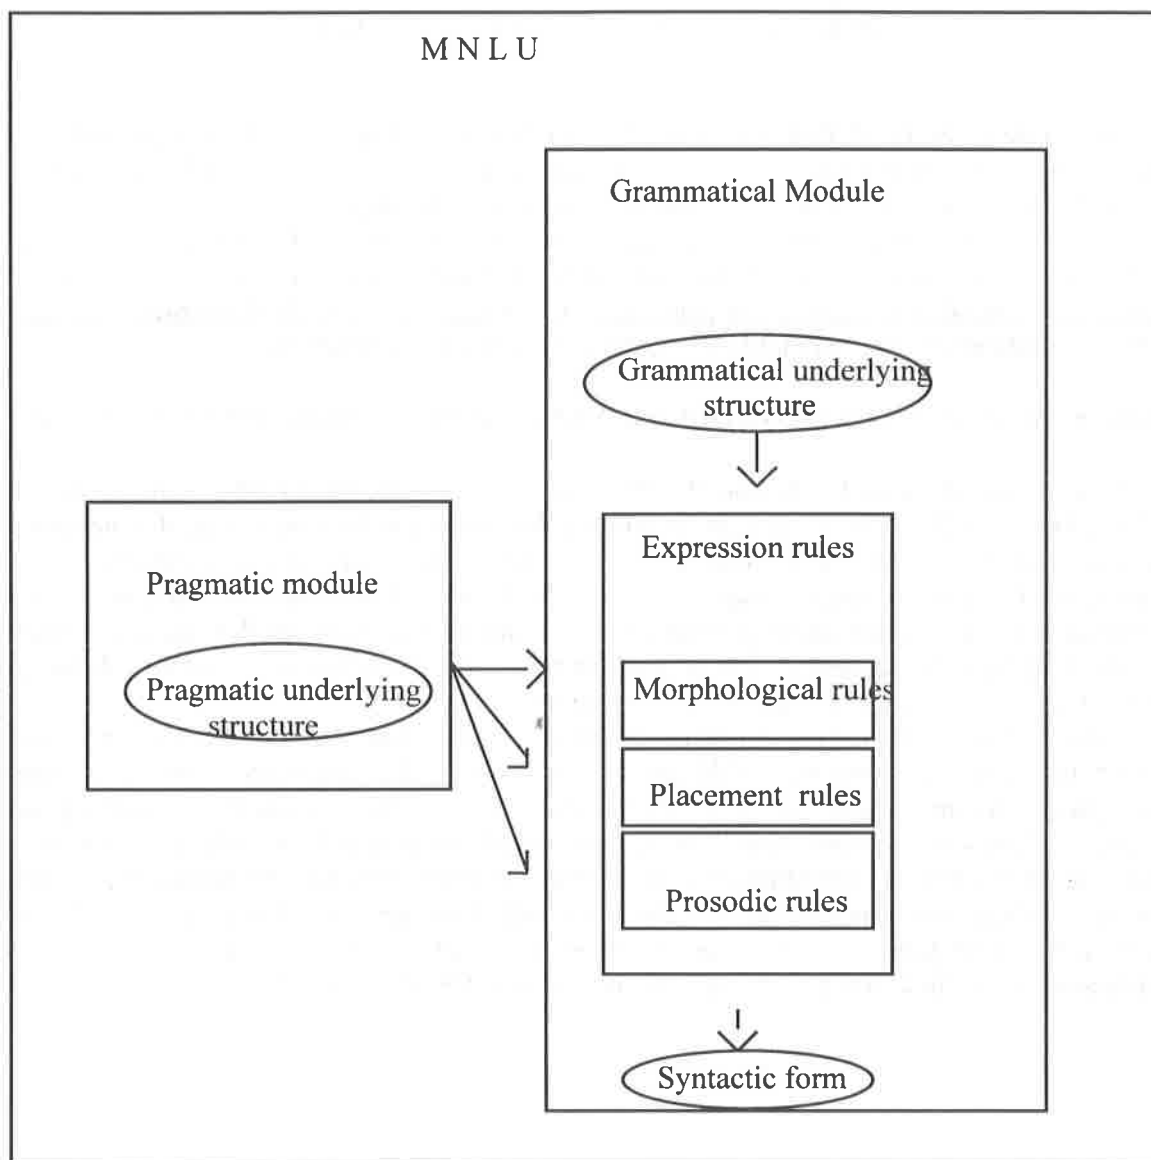 M N L U
Grammatical Module
Grammatical underlying
structure
Expression rules
Pragmatic module
Pragmatic underlying
structure
Morphological rules
Placement rules
Prosodic rules
Syntactic form